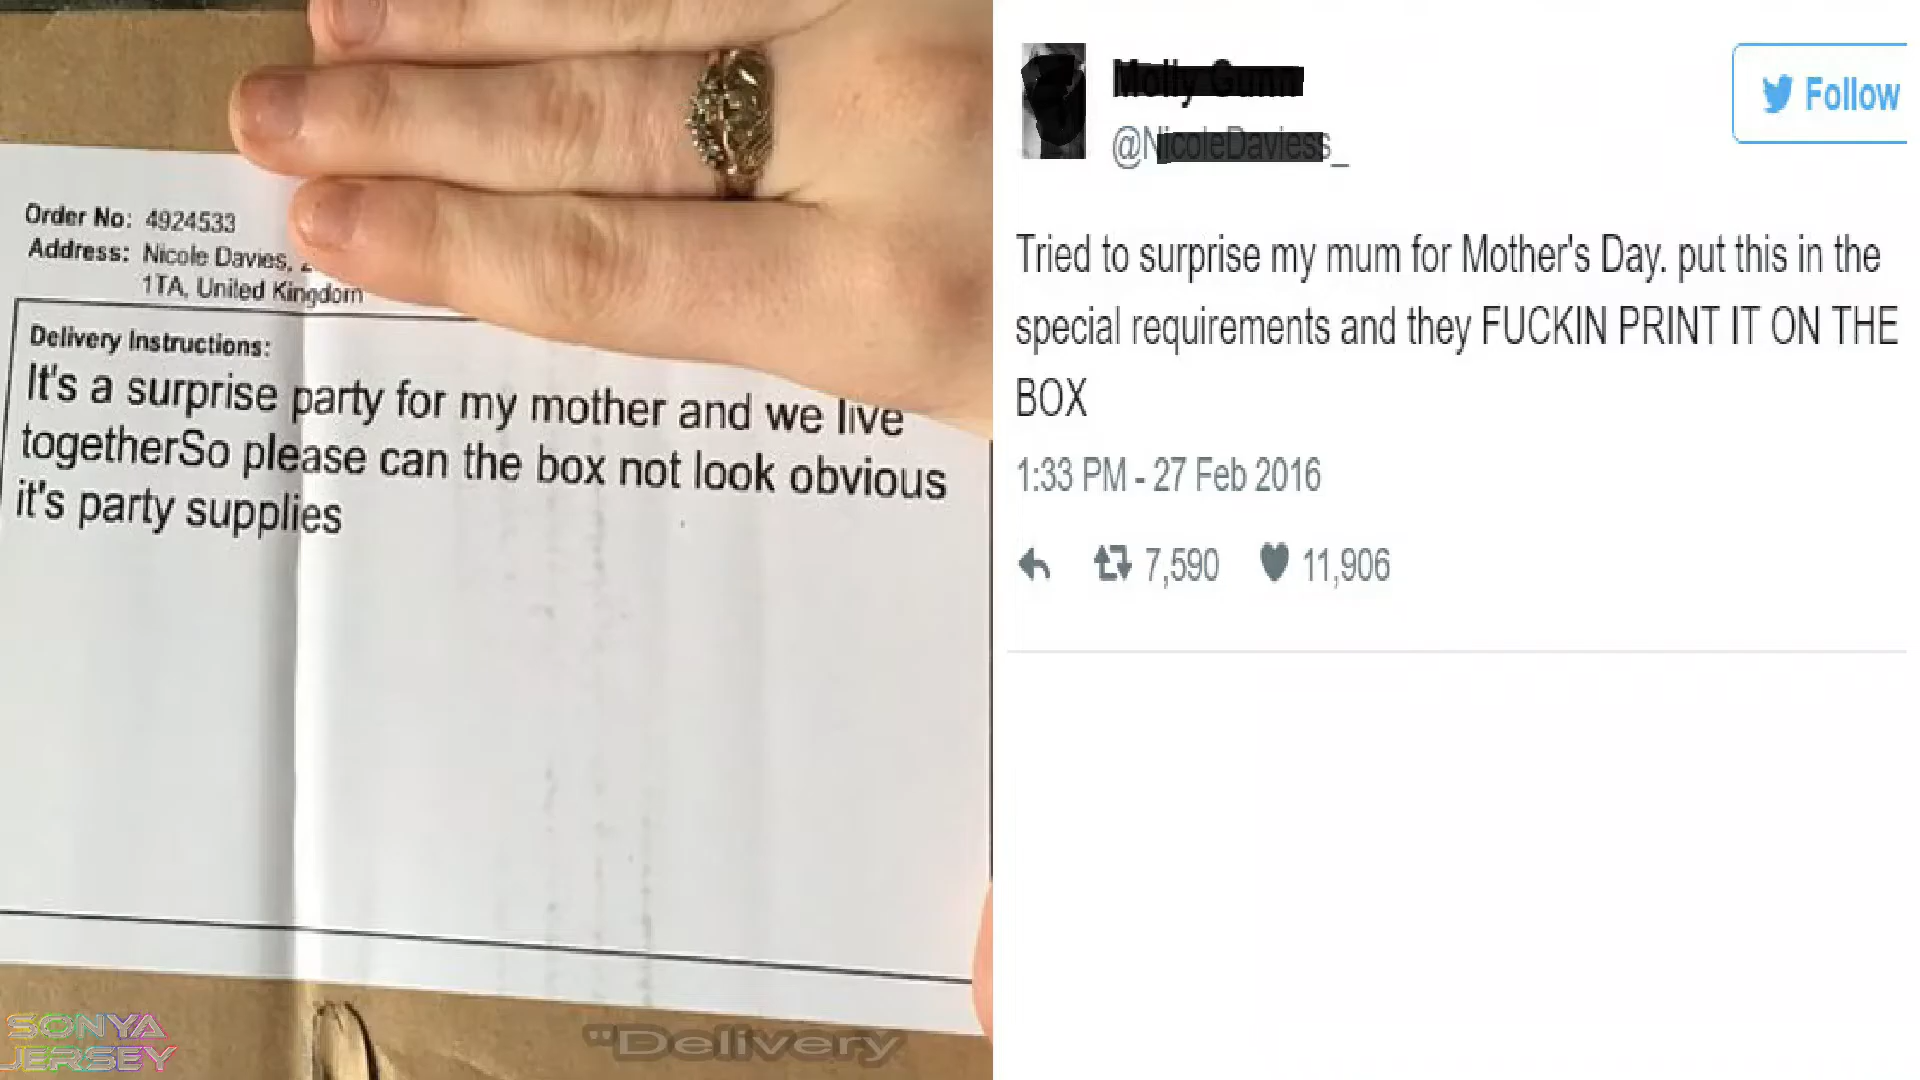 Order No: 4924533
Address: Nicole Davies,
1TA, United Kingdom
Delivery Instructions:
It's a surprise party for my mother and we live
togetherSo please can the box not look obvious
it's party supplies
SONYA
JERSEY
"Delivery
Follow
Tried to surprise my mum for Mother's Day. put this in the
special requirements and they FUCKIN PRINT IT ON THE
BOX
1:33 PM - 27 Feb 2016
7,590 11,906